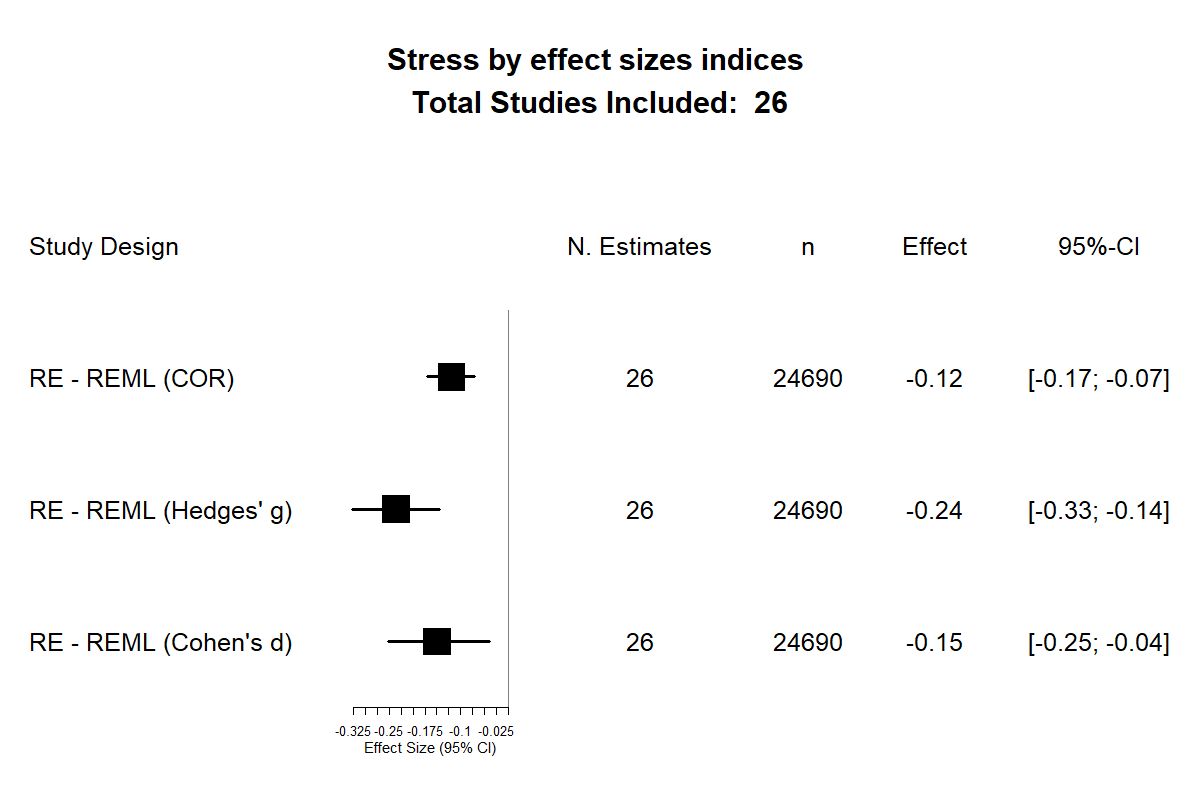 Stress by effect sizes indices
Total Studies Included: 26
Study Design N. Estimates n Effect 95%-CI
RE - REML (COR) 26 24690 -0.12 [-0.17; -0.07]
RE - REML (Hedges' g) 26 24690 -0.24 [-0.33; -0.14]
RE - REML (Cohen's d) 26 24690 -0.15 [-0.25; -0.04]
-0.325 -0.25 -0.175 -0.1 -0.025
Effect Size (95% CI)